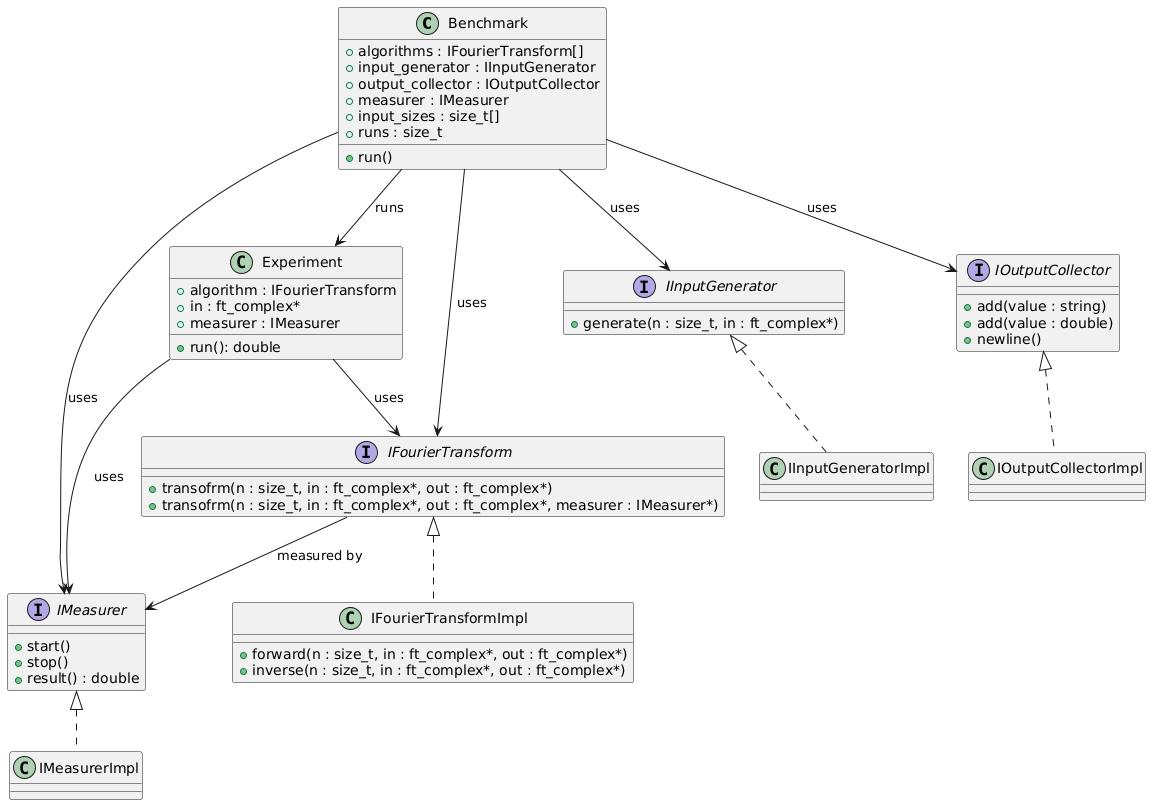 C Benchmark
algorithms : IFourierTransform[]
input_generator : IInputGenerator
output_collector : IOutputCollector
measurer : IMeasurer
input_sizes : size_t[]
runs : size_t
run()
runs
uses
uses
uses
uses
uses
uses
C Experiment
algorithm : IFourierTransform
in : ft_complex*
measurer : IMeasurer
run(): double
I IInputGenerator
generate(n : size_t, in : ft_complex*)
I IOutputCollector
add(value : string)
add(value : double)
newline()
I IFourierTransform
transofrm(n : size_t, in : ft_complex*, out : ft_complex*)
transofrm(n : size_t, in : ft_complex*, out : ft_complex*, measurer : IMeasurer*)
C IInputGeneratorImpl
C IOutputCollectorImpl
measured by
I IMeasurer
start()
stop()
result() : double
C IFourierTransformImpl
forward(n : size_t, in : ft_complex*, out : ft_complex*)
inverse(n : size_t, in : ft_complex*, out : ft_complex*)
C IMeasurerImpl